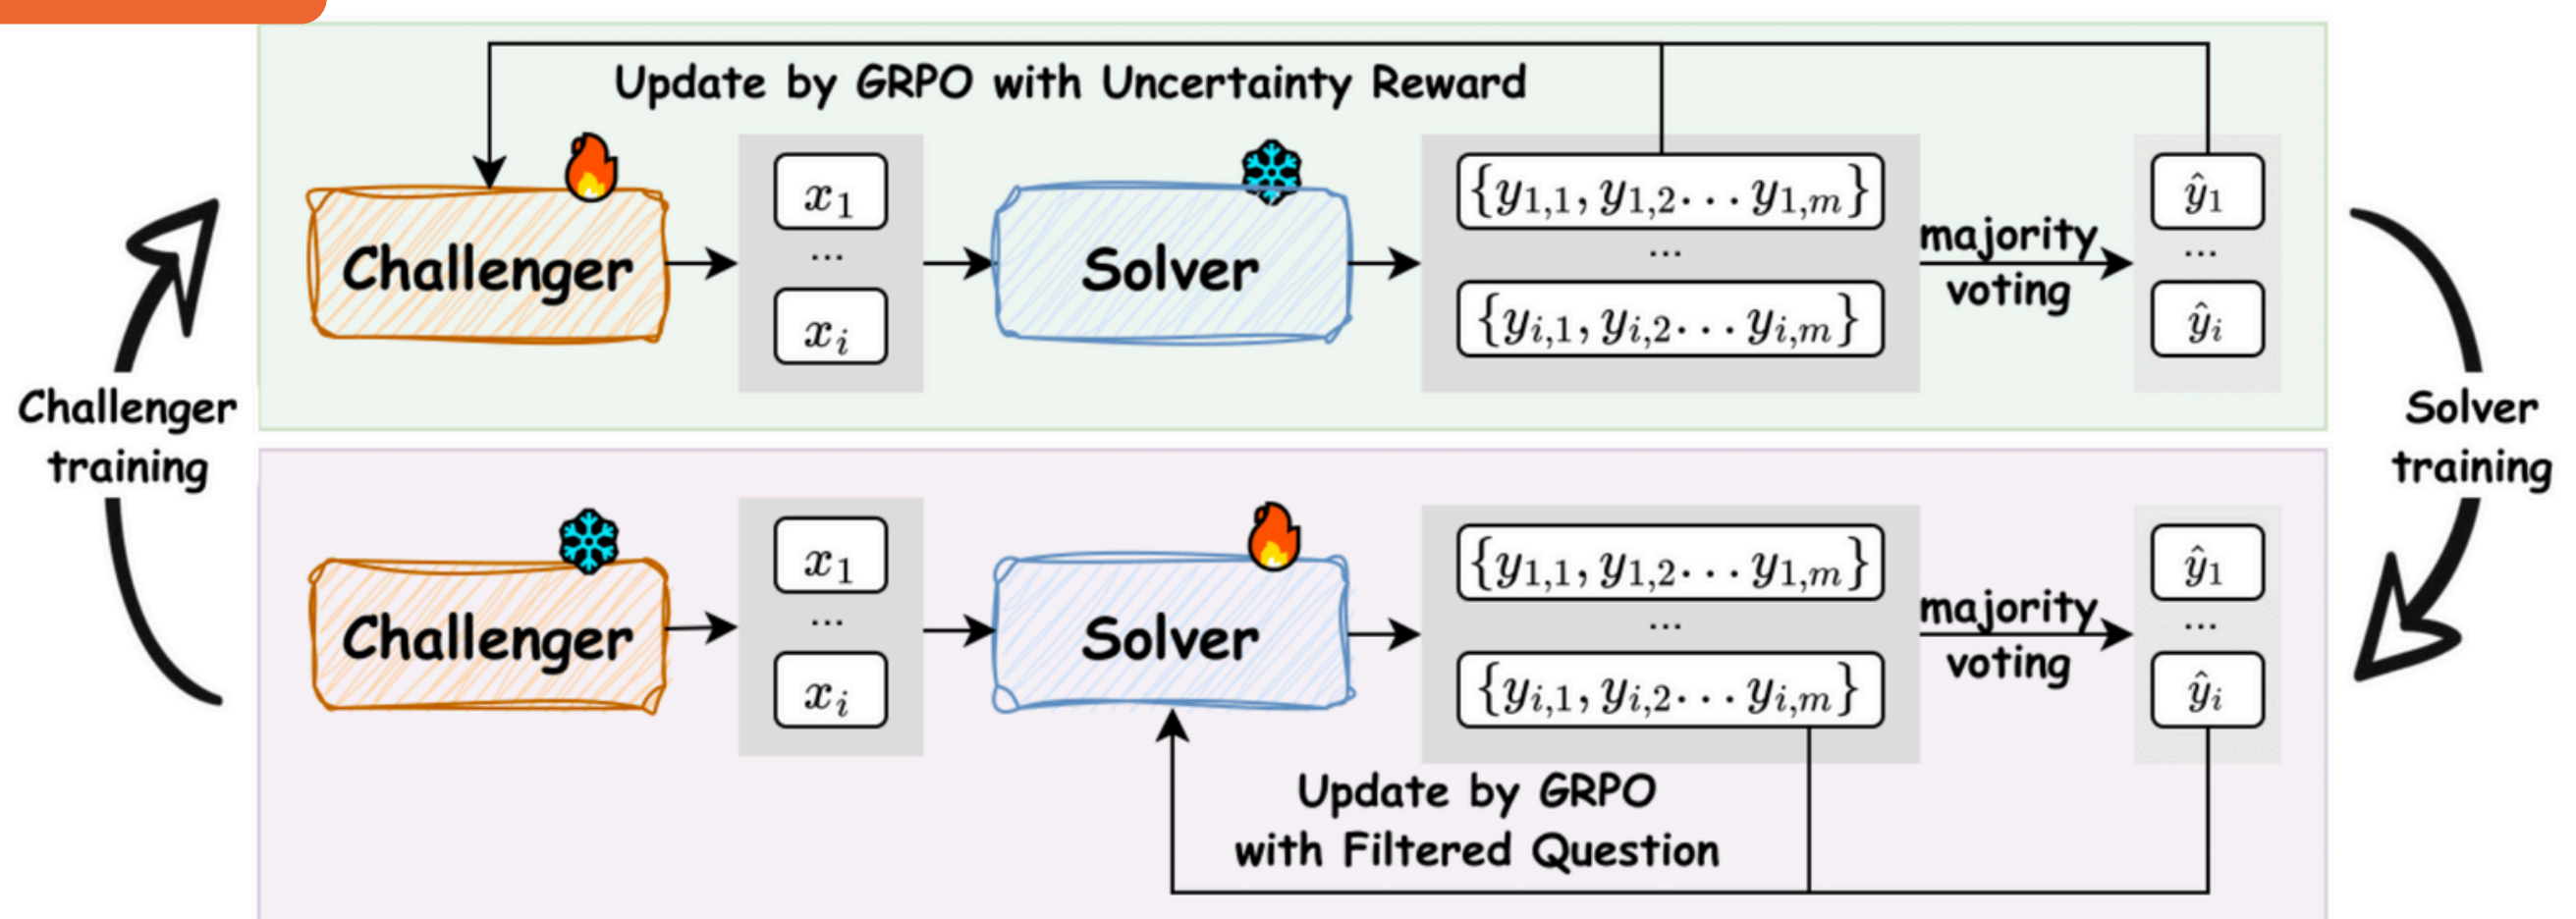 Update by GRPO with Uncertainty Reward
Challenger
x₁
...
xᵢ
Solver
{y₁,₁, y₁,₂... y₁,ₘ}
...
{yᵢ,₁, yᵢ,₂... yᵢ,ₘ}
majority
voting
ŷ₁
...
ŷᵢ
Challenger
training
Solver
training
Challenger
x₁
...
xᵢ
Solver
{y₁,₁, y₁,₂... y₁,ₘ}
...
{yᵢ,₁, yᵢ,₂... yᵢ,ₘ}
majority
voting
ŷ₁
...
ŷᵢ
Update by GRPO
with Filtered Question